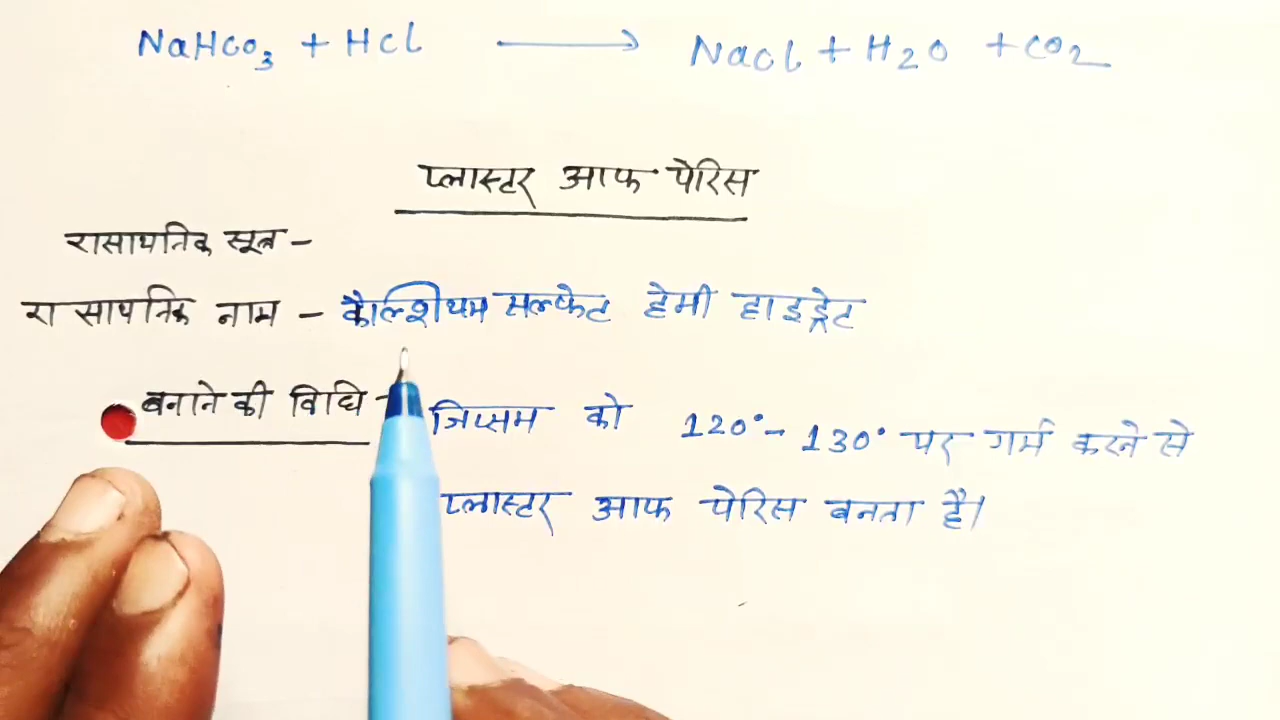 NaHCO3 + HCl ⟶ NaCl + H2O + CO2
प्लास्टर आफ पेरिस
रासायनिक सूत्र -
रासायनिक नाम - कैल्शियम सल्फेट हेमी हाइड्रेट
बनाने की विधि - जिप्सम को 120° - 130° पर गर्म करने से
प्लास्टर आफ पेरिस बनता है।